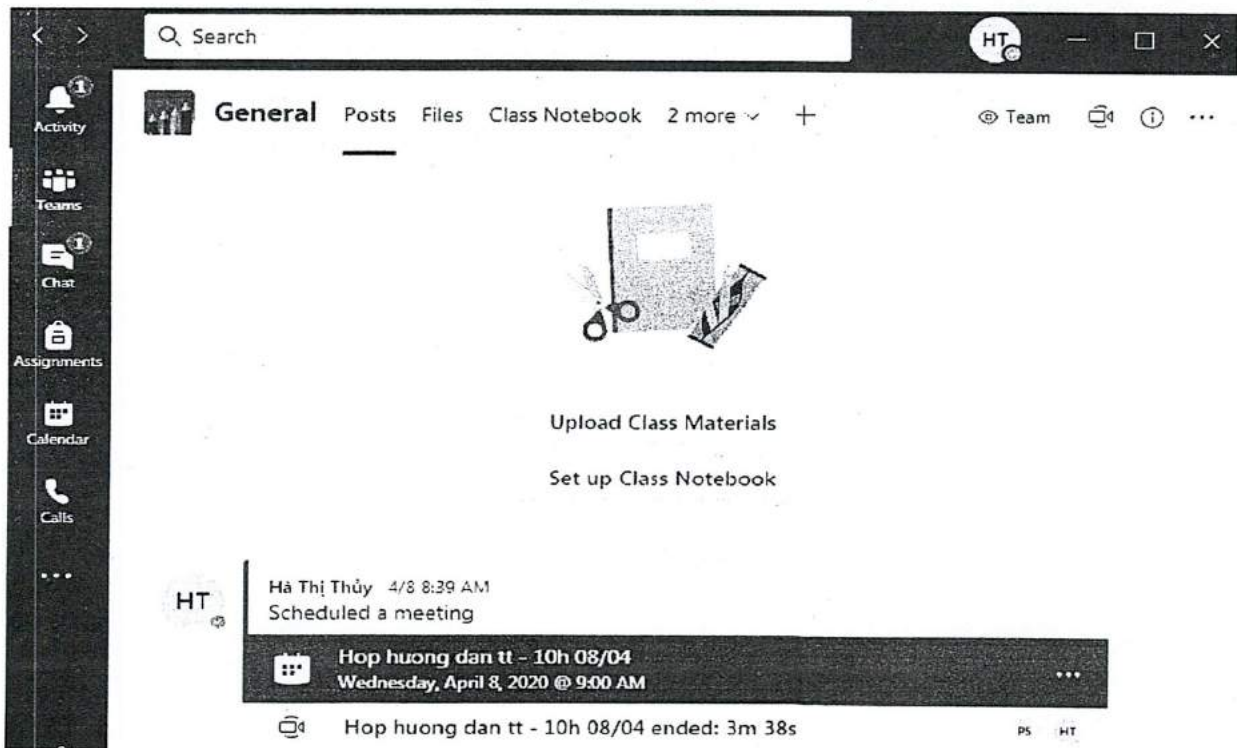 Search
HT
1
Activity
General Posts Files Class Notebook 2 more + Team
Teams
1
Chat
Assignments
Calendar
Calls
Upload Class Materials
Set up Class Notebook
HT
Hà Thị Thủy 4/8 8:39 AM
Scheduled a meeting
Hop huong dan tt - 10h 08/04
Wednesday, April 8, 2020 @ 9:00 AM
Hop huong dan tt - 10h 08/04 ended: 3m 38s
PS HT